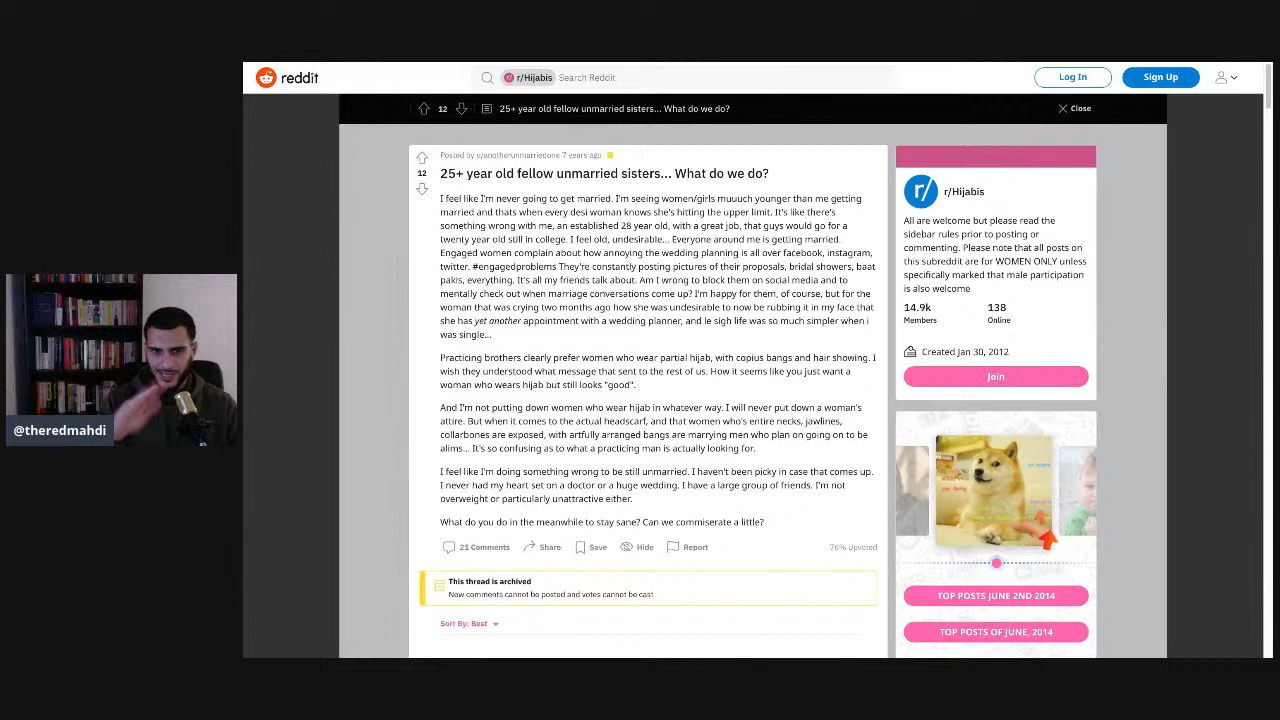 reddit
r/Hijabis
Search Reddit
Log In
Sign Up
12
25+ year old fellow unmarried sisters... What do we do?
Close
Posted by u/anotherunmarriedone 7 years ago
12
25+ year old fellow unmarried sisters... What do we do?
I feel like I'm never going to get married. I'm seeing women/girls muuuch younger than me getting
married and thats when every desi woman knows she's hitting the upper limit. It's like there's
something wrong with me, an established 28 year old, with a great job, that guys would go for a
twenty year old still in college. I feel old, undesirable... Everyone around me is getting married.
Engaged women complain about how annoying the wedding planning is all over facebook, instagram,
twitter. #engagedproblems They're constantly posting pictures of their proposals, bridal showers, baat
pakis, everything. It's all my friends talk about. Am I wrong to block them on social media and to
mentally check out when marriage conversations come up? I'm happy for them, of course, but for the
woman that was crying two months ago how she was undesirable to now be rubbing it in my face that
she has yet another appointment with a wedding planner, and le sigh life was so much simpler when i
was single...
Practicing brothers clearly prefer women who wear partial hijab, with copius bangs and hair showing. I
wish they understood what message that sent to the rest of us. How it seems like you just want a
woman who wears hijab but still looks "good".
And I'm not putting down women who wear hijab in whatever way. I will never put down a woman's
attire. But when it comes to the actual headscarf, and that women who's entire necks, jawlines,
collarbones are exposed, with artfully arranged bangs are marrying men who plan on going on to be
alims... It's so confusing as to what a practicing man is actually looking for.
I feel like I'm doing something wrong to be still unmarried. I haven't been picky in case that comes up.
I never had my heart set on a doctor or a huge wedding. I have a large group of friends. I'm not
overweight or particularly unattractive either.
What do you do in the meanwhile to stay sane? Can we commiserate a little?
21 Comments
Share
Save
Hide
Report
76% Upvoted
This thread is archived
New comments cannot be posted and votes cannot be cast
Sort By: Best
r/
r/Hijabis
All are welcome but please read the
sidebar rules prior to posting or
commenting. Please note that all posts on
this subreddit are for WOMEN ONLY unless
specifically marked that male participation
is also welcome
14.9k
138
Members
Online
Created Jan 30, 2012
Join
TOP POSTS JUNE 2ND 2014
TOP POSTS OF JUNE, 2014
@theredmahdi